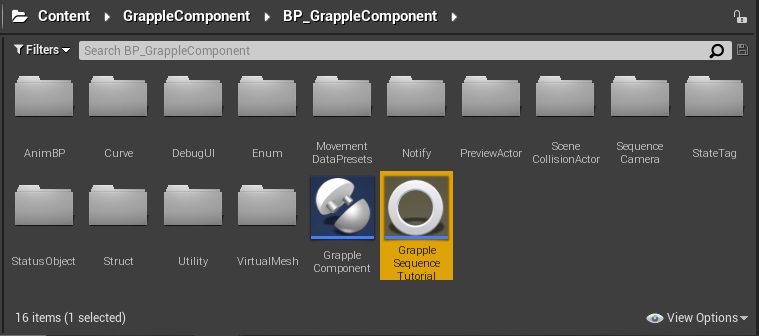 Content GrappleComponent BP_GrappleComponent
Filters Search BP_GrappleComponent
AnimBP Curve DebugUI Enum Movement DataPresets Notify PreviewActor Scene CollisionActor Sequence Camera StateTag
StatusObject Struct Utility VirtualMesh Grapple Component Grapple Sequence Tutorial
16 items (1 selected) View Options